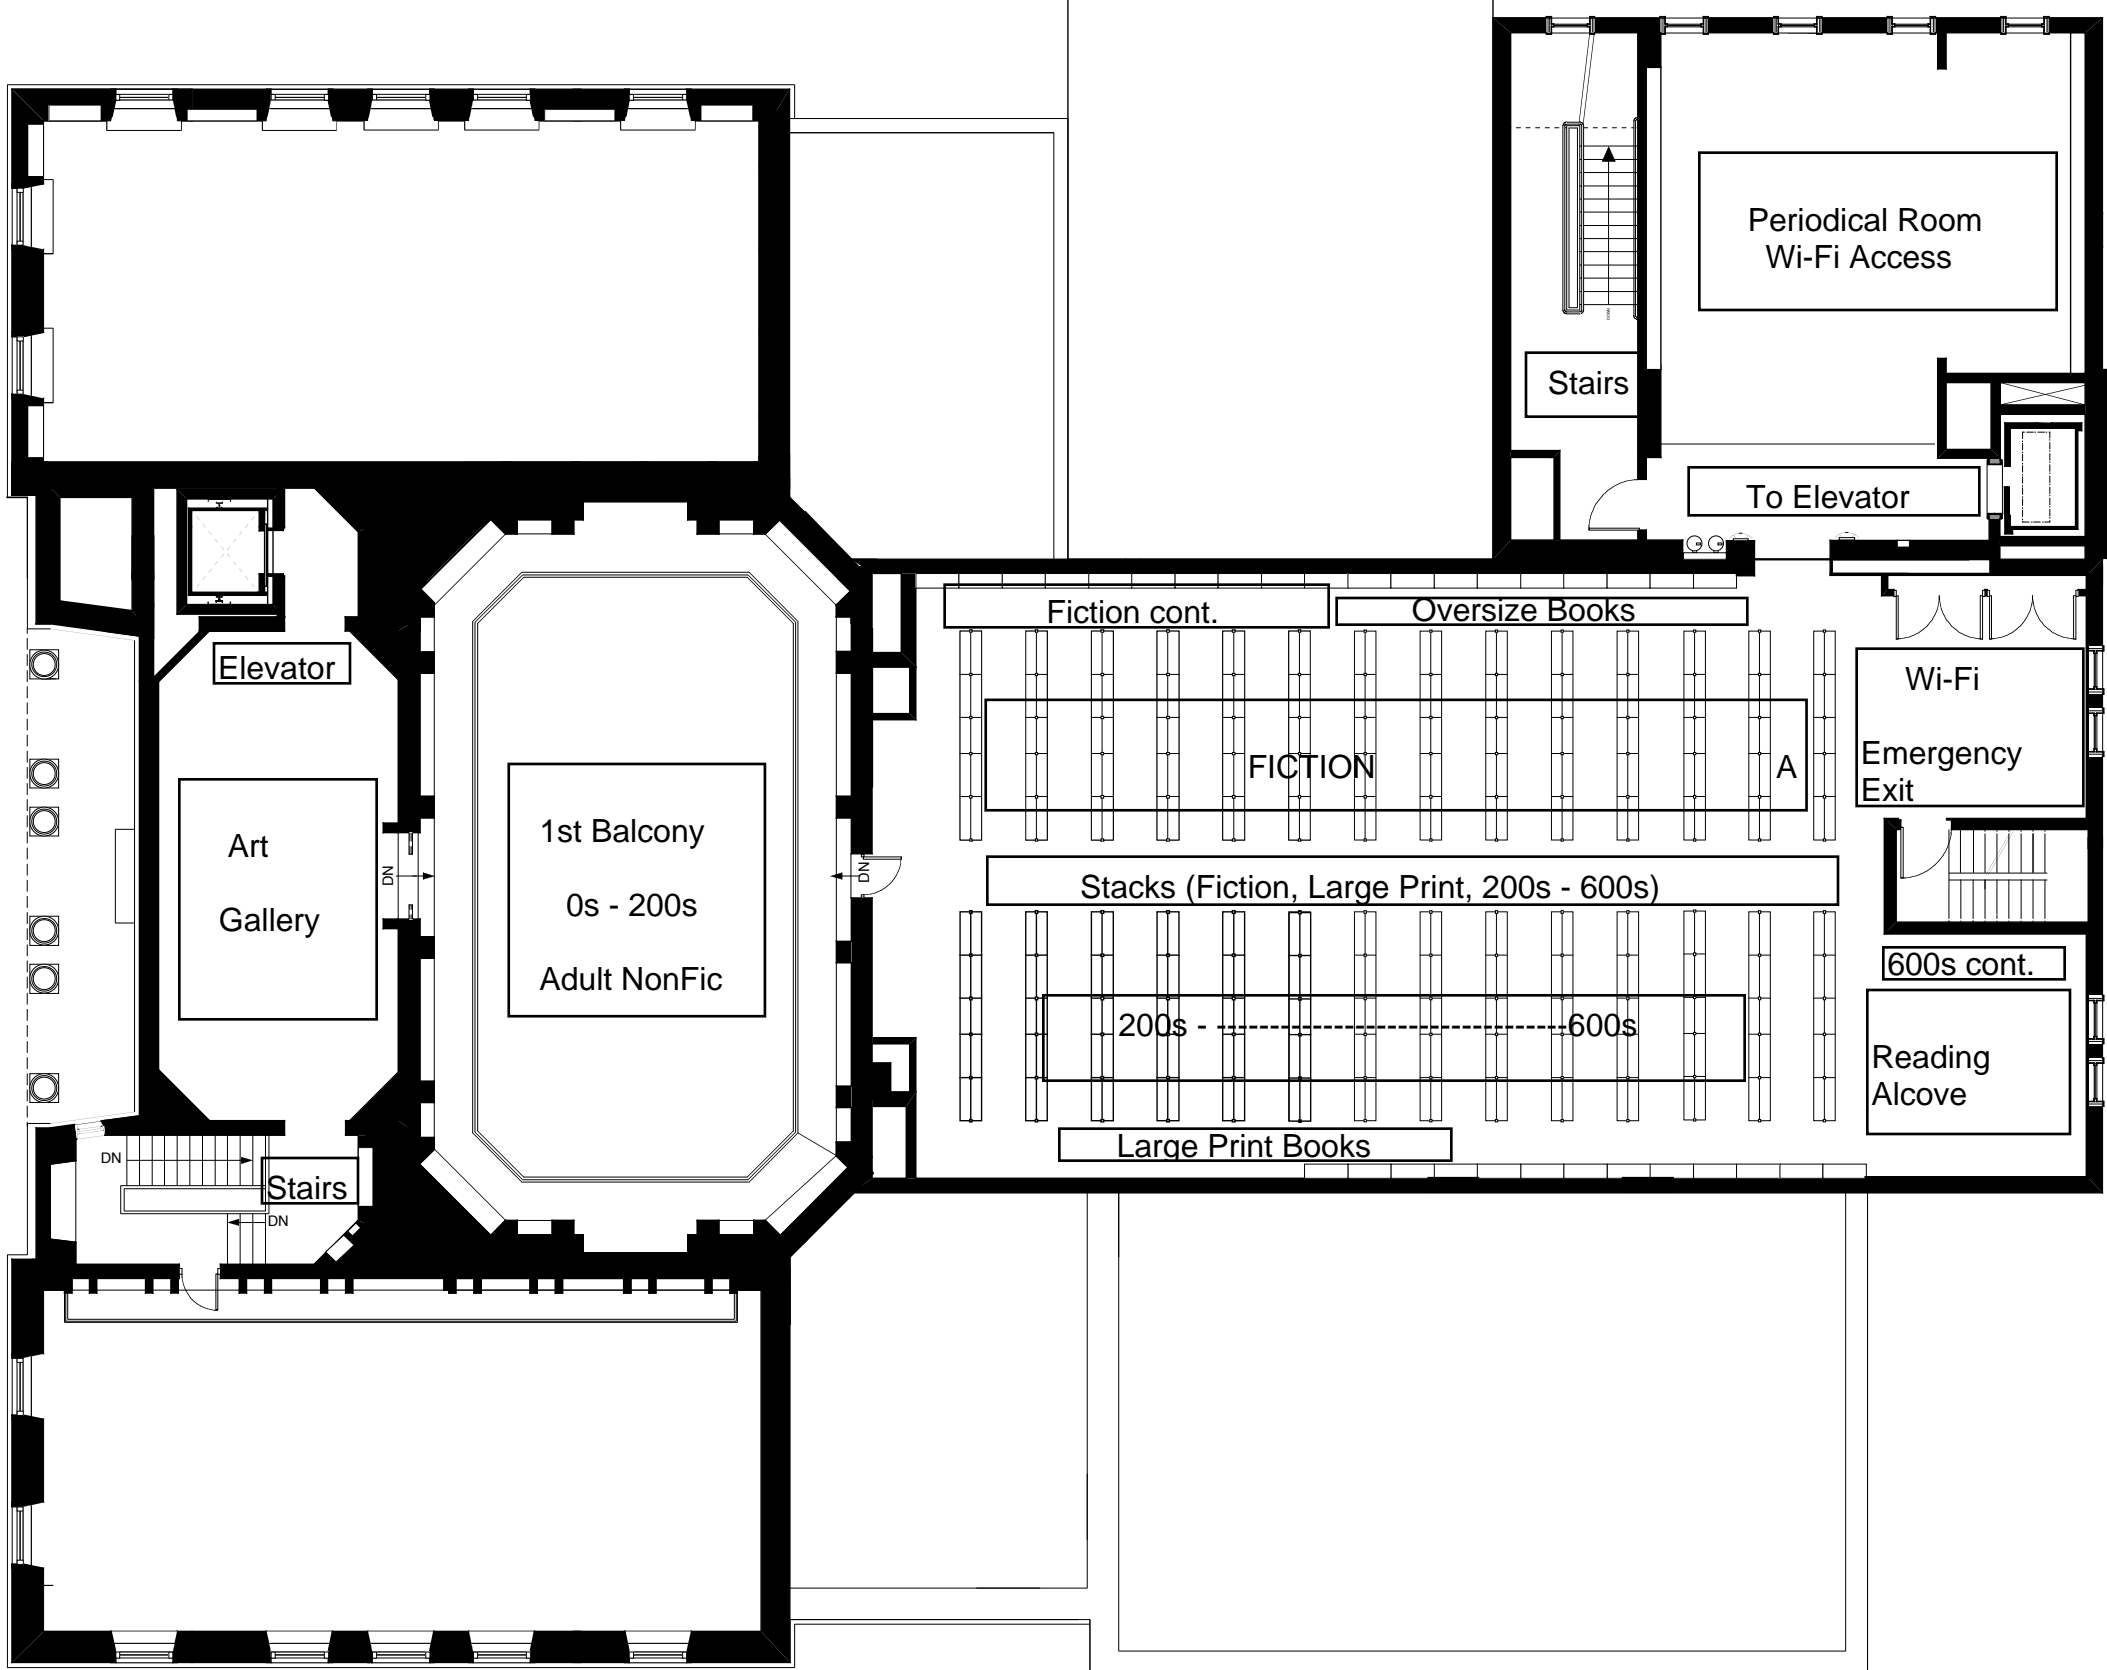 Periodical Room
Wi-Fi Access
Stairs
To Elevator
Fiction cont.
Oversize Books
Elevator
Wi-Fi
Emergency
Exit
FICTION
A
Art
Gallery
DN
1st Balcony
0s - 200s
Adult NonFic
DN
Stacks (Fiction, Large Print, 200s - 600s)
600s cont.
200s - -----------------------------------600s
Reading
Alcove
Large Print Books
DN
Stairs
DN